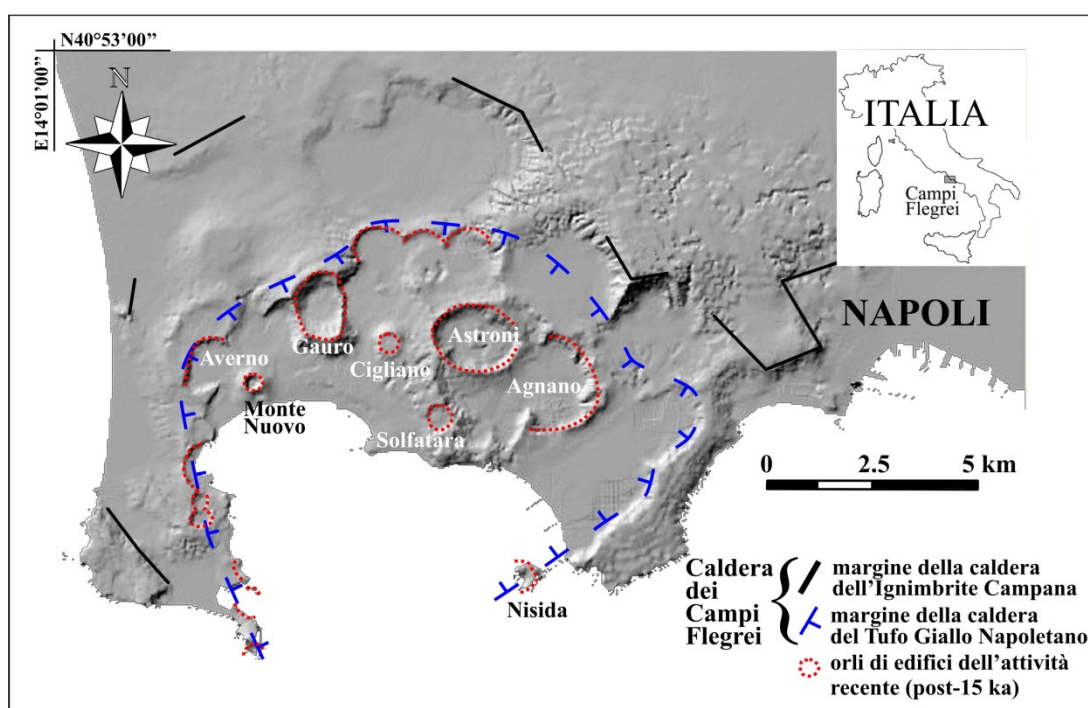 N40°53'00”
E14°01'00”
N
ITALIA
Campi
Flegrei
NAPOLI
Averno
Gauro
Cigliano
Astroni
Agnano
Monte
Nuovo
Solfatara
0 2.5 5 km
Nisida
Caldera
dei
Campi
Flegrei
margine della caldera
dell'Ignimbrite Campana
margine della caldera
del Tufo Giallo Napoletano
orli di edifici dell'attività
recente (post-15 ka)